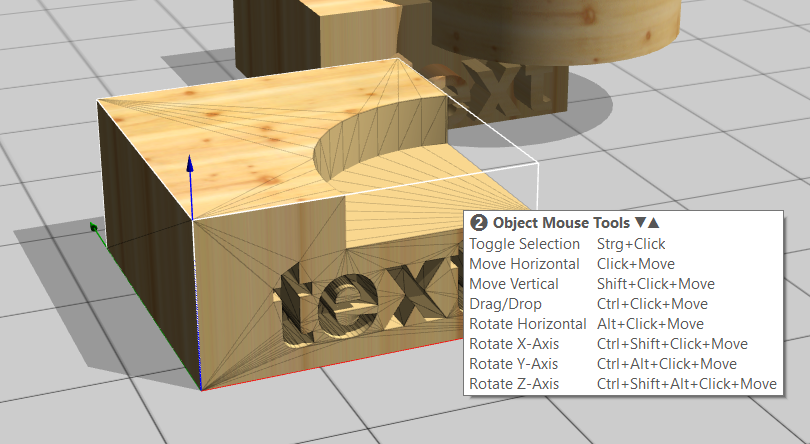 text
2 Object Mouse Tools ▼▲
Toggle Selection Strg+Click
Move Horizontal Click+Move
Move Vertical Shift+Click+Move
Drag/Drop Ctrl+Click+Move
Rotate Horizontal Alt+Click+Move
Rotate X-Axis Ctrl+Shift+Click+Move
Rotate Y-Axis Ctrl+Alt+Click+Move
Rotate Z-Axis Ctrl+Shift+Alt+Click+Move
text